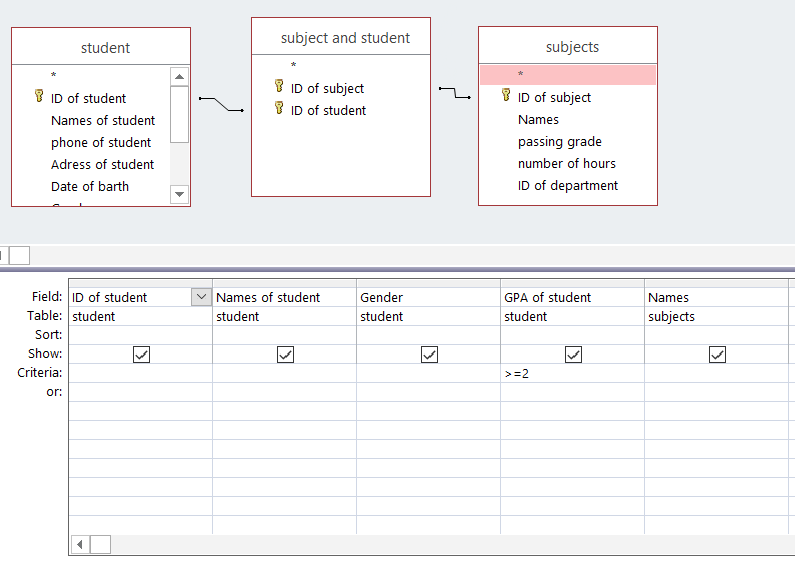 student
*
ID of student
Names of student
phone of student
Adress of student
Date of barth
subject and student
*
ID of subject
ID of student
subjects
*
ID of subject
Names
passing grade
number of hours
ID of department
Field: ID of student Names of student Gender GPA of student Names
Table: student student student student subjects
Sort:
Show:
Criteria: >=2
or: